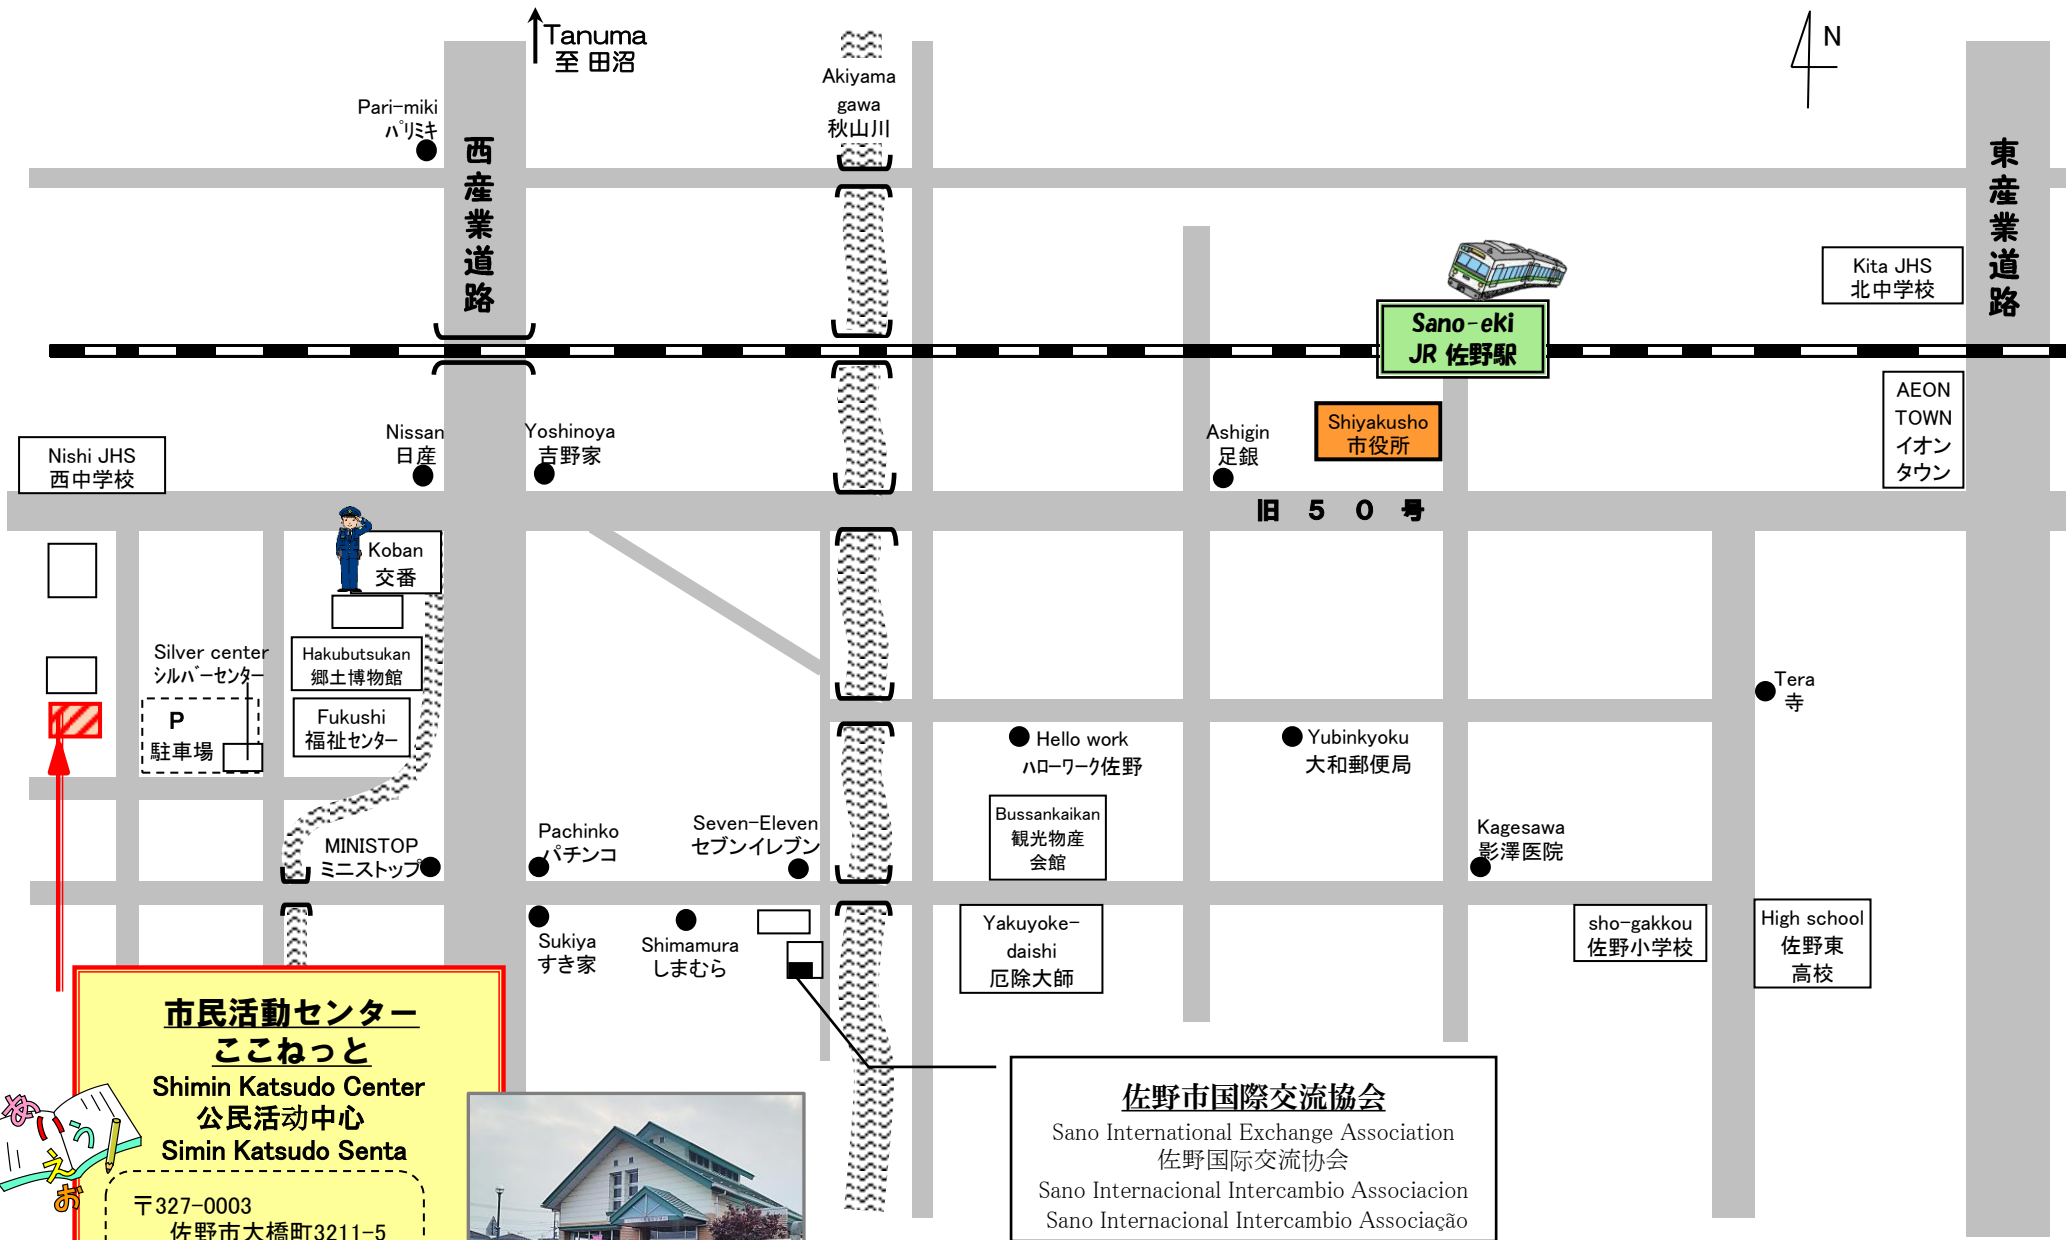 Tanuma
至 田沼
N
Akiyama
gawa
秋山川
Pari-miki
パリミキ
西産業道路
東産業道路
Kita JHS
北中学校
Sano-eki
JR 佐野駅
AEON
TOWN
イオン
タウン
Shiyakusho
市役所
Ashigin
足銀
Nissan
日産
Yoshinoya
吉野家
Nishi JHS
西中学校
旧 50 号
Koban
交番
Silver center
シルバーセンター
Hakubutsukan
郷土博物館
P
駐車場
Fukushi
福祉センター
Tera
寺
Hello work
ハローワーク佐野
Yubinkyoku
大和郵便局
Bussankaikan
観光物産
会館
MINISTOP
ミニストップ
Pachinko
パチンコ
Seven-Eleven
セブンイレブン
Kagesawa
影澤医院
Sukiya
すき家
Shimamura
しまむら
Yakuyoke-
daishi
厄除大師
sho-gakkou
佐野小学校
High school
佐野東
高校
市民活動センター
ここねっと
Shimin Katsudo Center
公民活动中心
Simin Katsudo Senta
〒327-0003
佐野市大橋町3211-5
あいうえお
佐野市国際交流協会
Sano International Exchange Association
佐野国际交流协会
Sano Internacional Intercambio Associacion
Sano Internacional Intercambio Associação